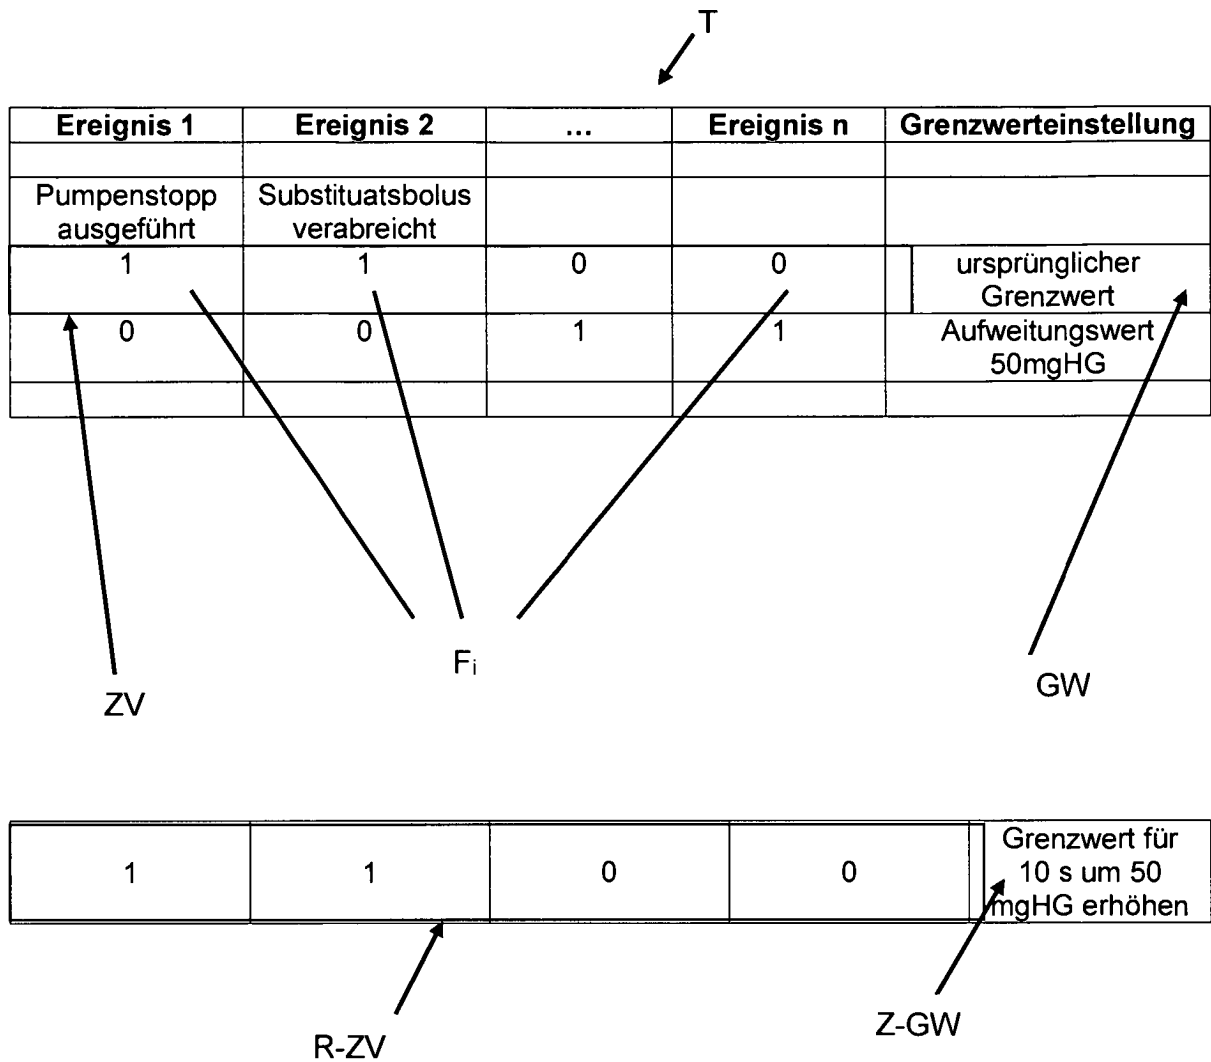 T
Ereignis 1 Ereignis 2 ... Ereignis n Grenzwerteinstellung
Pumpenstopp Substituatsbolus
ausgeführt verabreicht
1 1 0 0 ursprünglicher
Grenzwert
0 0 1 1 Aufweitungswert
50mgHG
Fi
ZV
GW
Grenzwert für
1 1 0 0 10 s um 50
mgHG erhöhen
Z-GW
R-ZV